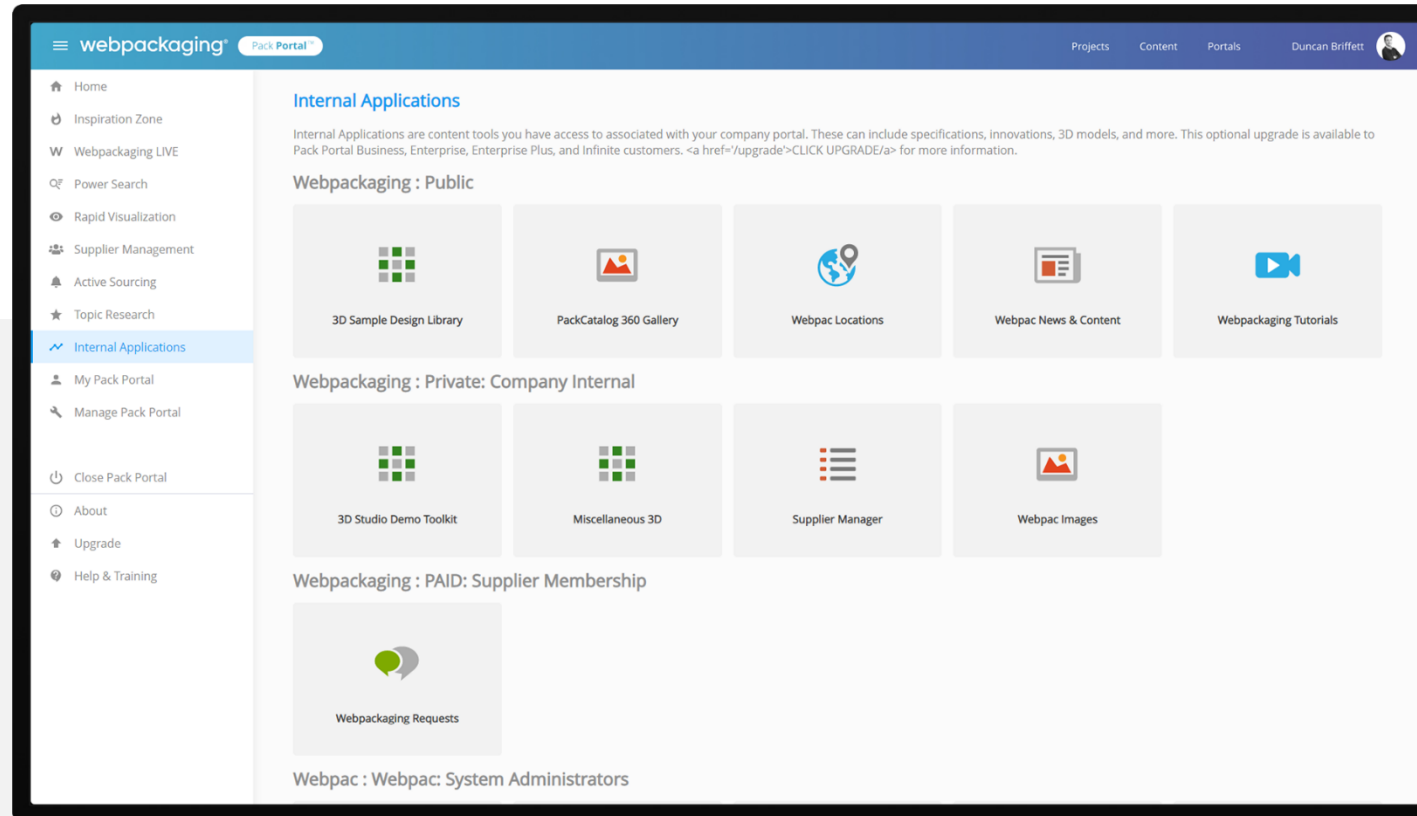 webpackaging® Pack Portal™ Projects Content Portals Duncan Briffett
Home
Inspiration Zone
W Webpackaging LIVE
Power Search
Rapid Visualization
Supplier Management
Active Sourcing
Topic Research
Internal Applications
My Pack Portal
Manage Pack Portal
Close Pack Portal
About
Upgrade
Help & Training
Internal Applications
Internal Applications are content tools you have access to associated with your company portal. These can include specifications, innovations, 3D models, and more. This optional upgrade is available to
Pack Portal Business, Enterprise, Enterprise Plus, and Infinite customers. <a href='/upgrade'>CLICK UPGRADE/a> for more information.
Webpackaging : Public
3D Sample Design Library
PackCatalog 360 Gallery
Webpac Locations
Webpac News & Content
Webpackaging Tutorials
Webpackaging : Private: Company Internal
3D Studio Demo Toolkit
Miscellaneous 3D
Supplier Manager
Webpac Images
Webpackaging : PAID: Supplier Membership
Webpackaging Requests
Webpac : Webpac: System Administrators